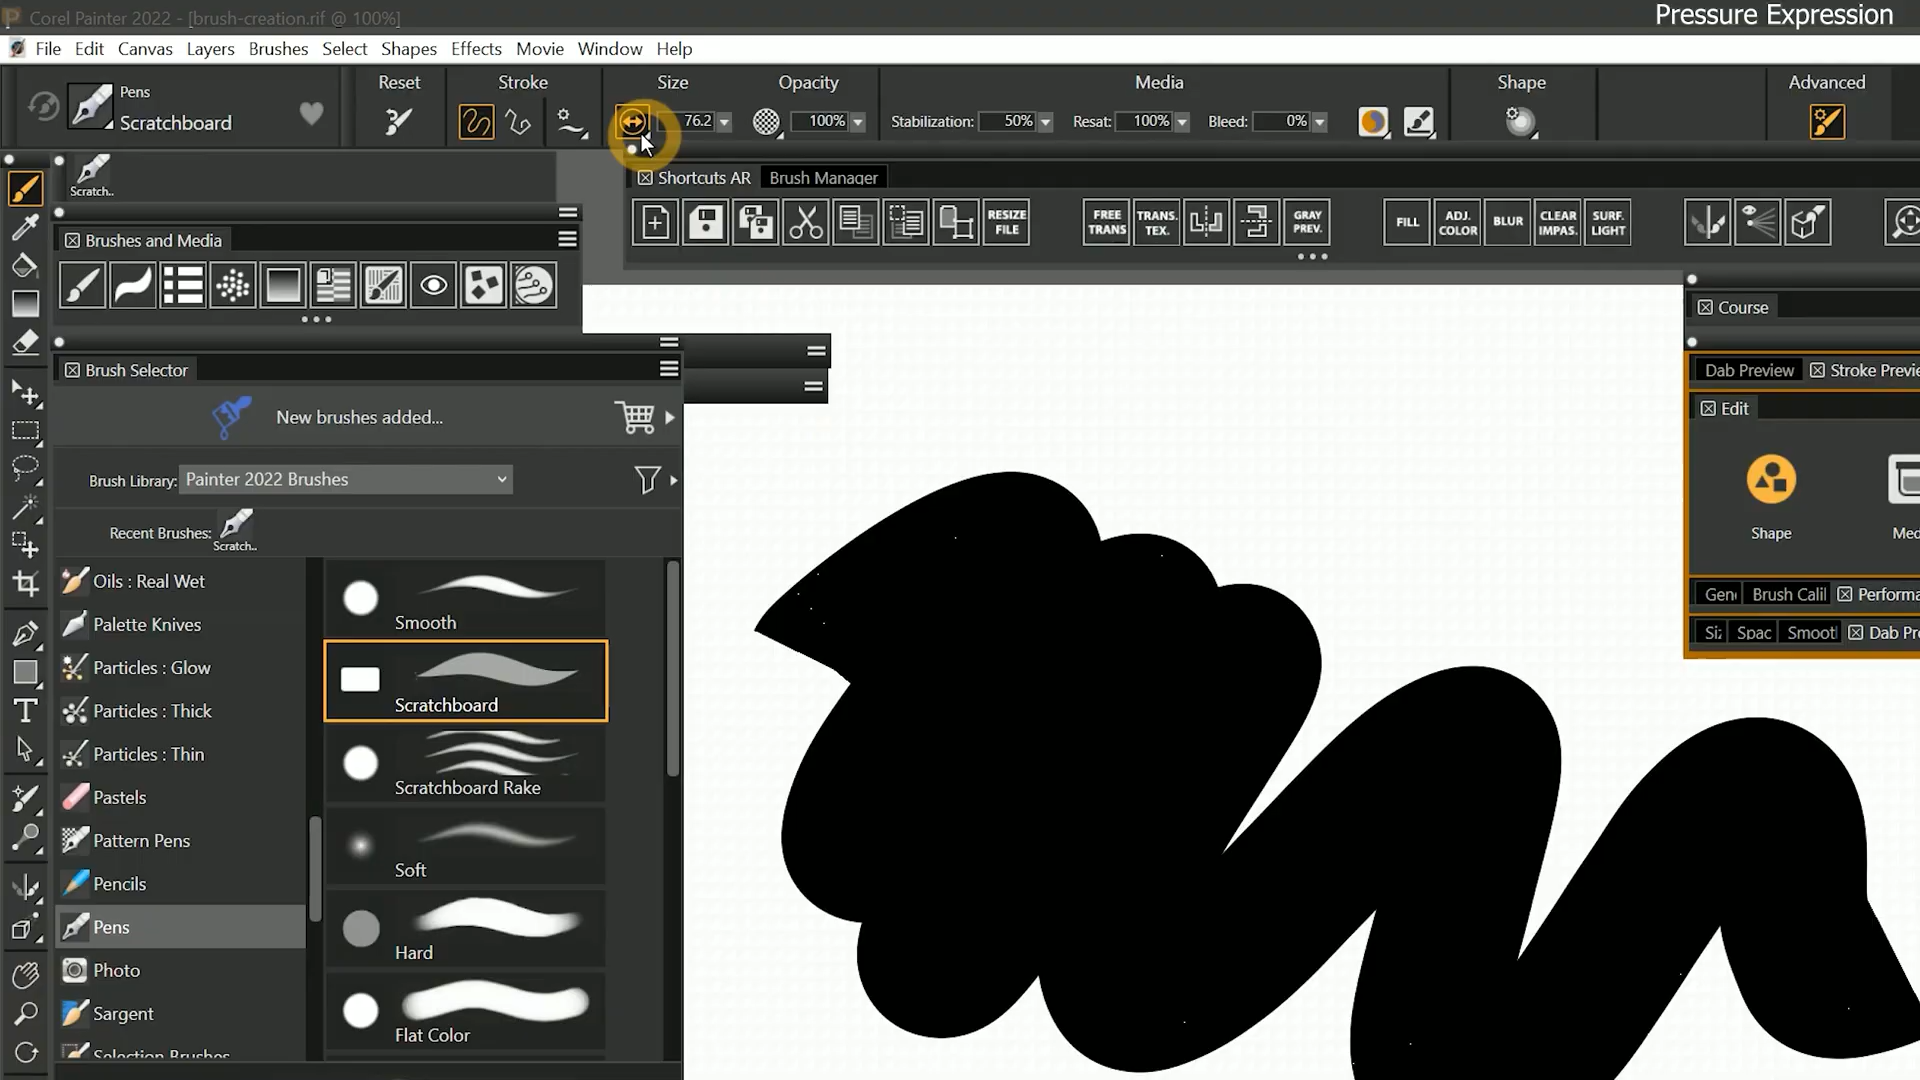 Corel Painter 2022 - [brush-creation.rif @ 100%]
Pressure Expression
File Edit Canvas Layers Brushes Select Shapes Effects Movie Window Help
Pens
Scratchboard
Reset
Stroke
Size
76.2
Opacity
100%
Media
Stabilization: 50%
Resat: 100%
Bleed: 0%
Shape
Advanced
Scratch..
Shortcuts AR
Brush Manager
RESIZE FILE
FREE TRANS
TRANS. TEX.
GRAY PREV.
FILL
ADJ. COLOR
BLUR
CLEAR IMPAS.
SURF. LIGHT
Brushes and Media
Brush Selector
New brushes added...
Brush Library: Painter 2022 Brushes
Recent Brushes:
Scratch..
Oils : Real Wet
Palette Knives
Particles : Glow
Particles : Thick
Particles : Thin
Pastels
Pattern Pens
Pencils
Pens
Photo
Sargent
Selection Brushes
Smooth
Scratchboard
Scratchboard Rake
Soft
Hard
Flat Color
Course
Dab Preview
Stroke Previe
Edit
Shape
Med
Gen
Brush Cali
Performa
Si
Spac
Smoot
Dab Pr